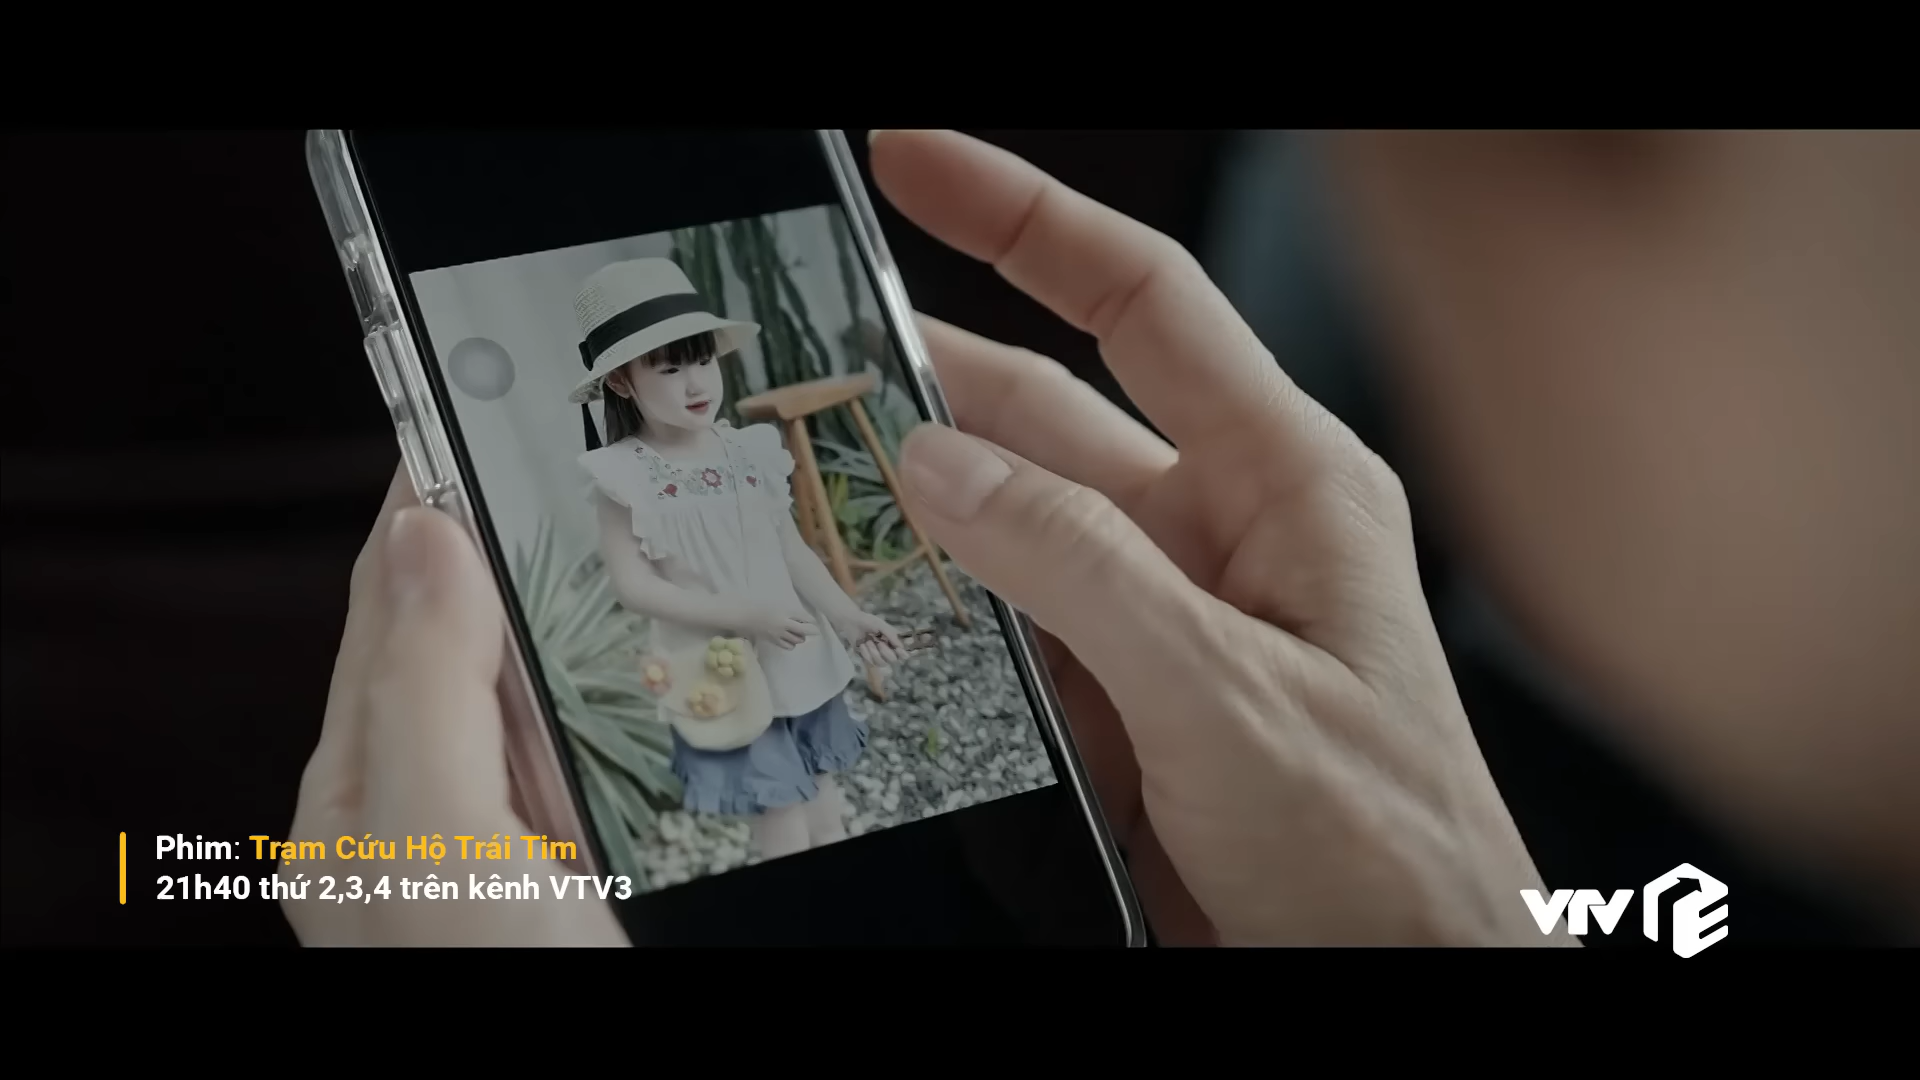 Phim: Trạm Cứu Hộ Trái Tim
21h40 thứ 2,3,4 trên kênh VTV3
VTV